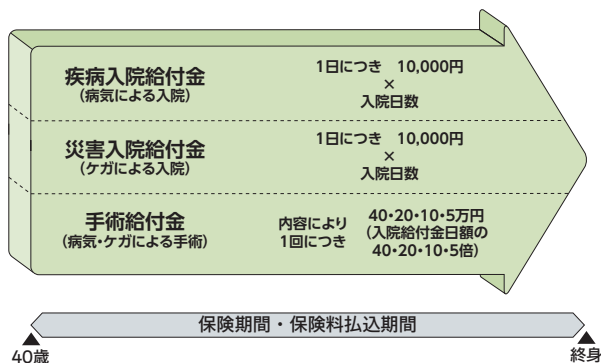 疾病入院給付金
(病気による入院)
1日につき 10,000円
×
入院日数
災害入院給付金
(ケガによる入院)
1日につき 10,000円
×
入院日数
手術給付金
(病気・ケガによる手術)
内容により
1回につき
40・20・10・5万円
(入院給付金日額の
40・20・10・5倍)
保険期間・保険料払込期間
40歳
終身